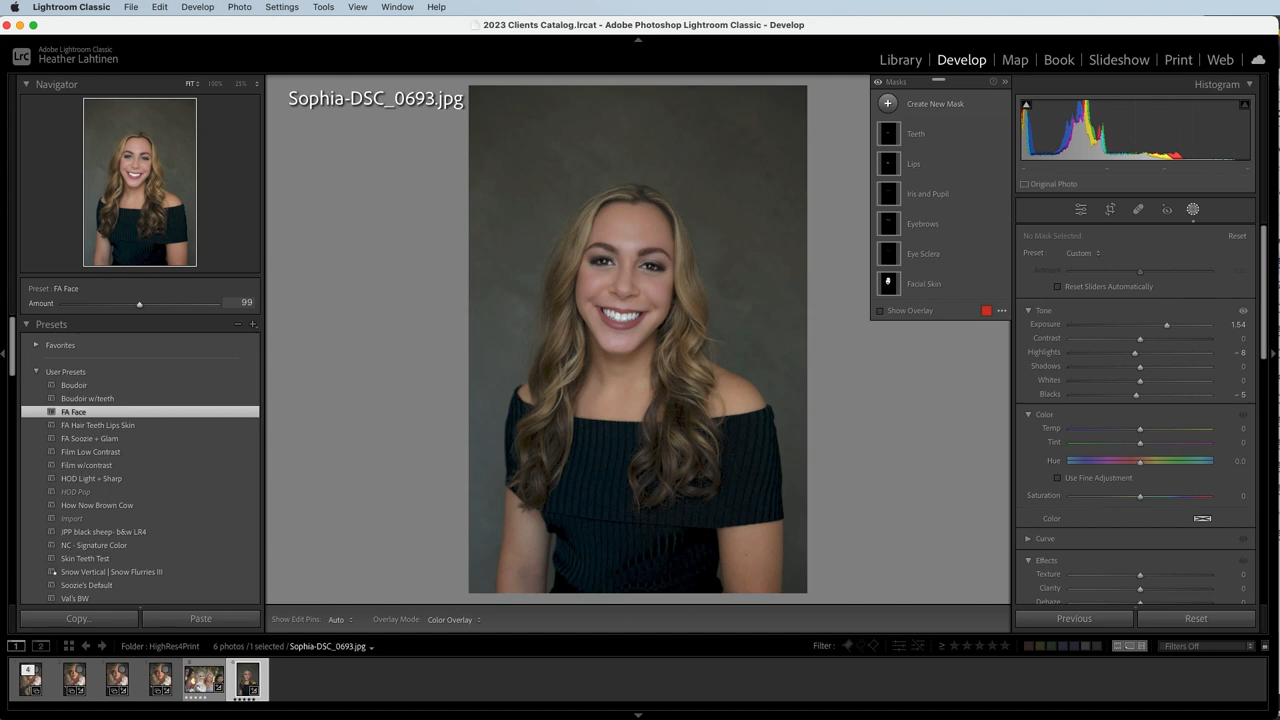 Lightroom Classic File Edit Develop Photo Settings Tools View Window Help
2023 Clients Catalog.lrcat - Adobe Photoshop Lightroom Classic - Develop
LrC
Adobe Lightroom Classic
Heather Lahtinen
Library Develop Map Book Slideshow Print Web
Navigator
FIT 100% 25%
Preset : FA Face
Amount 99
Presets
Favorites
User Presets
Boudoir
Boudoir w/teeth
FA Face
FA Hair Teeth Lips Skin
FA Soozie + Glam
Film Low Contrast
Film w/contrast
HOD Light + Sharp
HOD Pop
How Now Brown Cow
Import
JPP black sheep- b&w LR4
NC - Signature Color
Skin Teeth Test
Snow Vertical | Snow Flurries III
Soozie's Default
Val's BW
Copy... Paste
Sophia-DSC_0693.jpg
Masks
Create New Mask
Teeth
Lips
Iris and Pupil
Eyebrows
Eye Sclera
Facial Skin
Show Overlay
Show Edit Pins : Auto Overlay Mode: Color Overlay
Histogram
Original Photo
No Mask Selected
Reset
Preset : Custom
Amount
Reset Sliders Automatically
Tone
Exposure 1.54
Contrast 0
Highlights – 8
Shadows 0
Whites 0
Blacks – 5
Color
Temp 0
Tint 0
Hue 0.0
Use Fine Adjustment
Saturation 0
Color
Curve
Effects
Texture 0
Clarity 0
Dehaze
Previous Reset
1 2 Folder : HighRes4Print 6 photos / 1 selected / Sophia-DSC_0693.jpg Filter : Filters Off
4